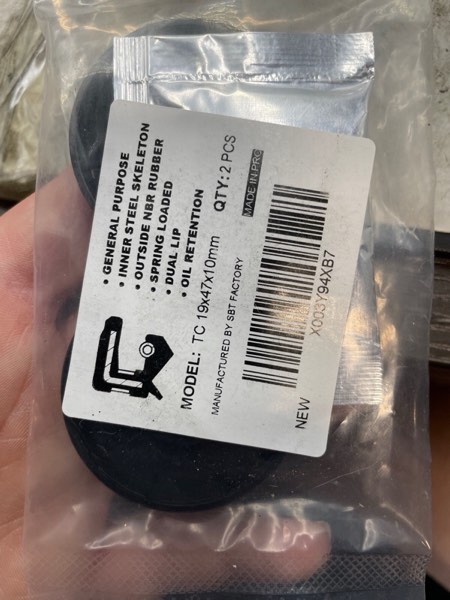 • GENERAL PURPOSE
• INNER STEEL SKELETON
• OUTSIDE NBR RUBBER
• SPRING LOADED
• DUAL LIP
• OIL RETENTION
MODEL: TC 19x47x10mm QTY: 2 PCS
MANUFACTURED BY SBT FACTORY MADE IN PRC
X003Y94XB7
NEW